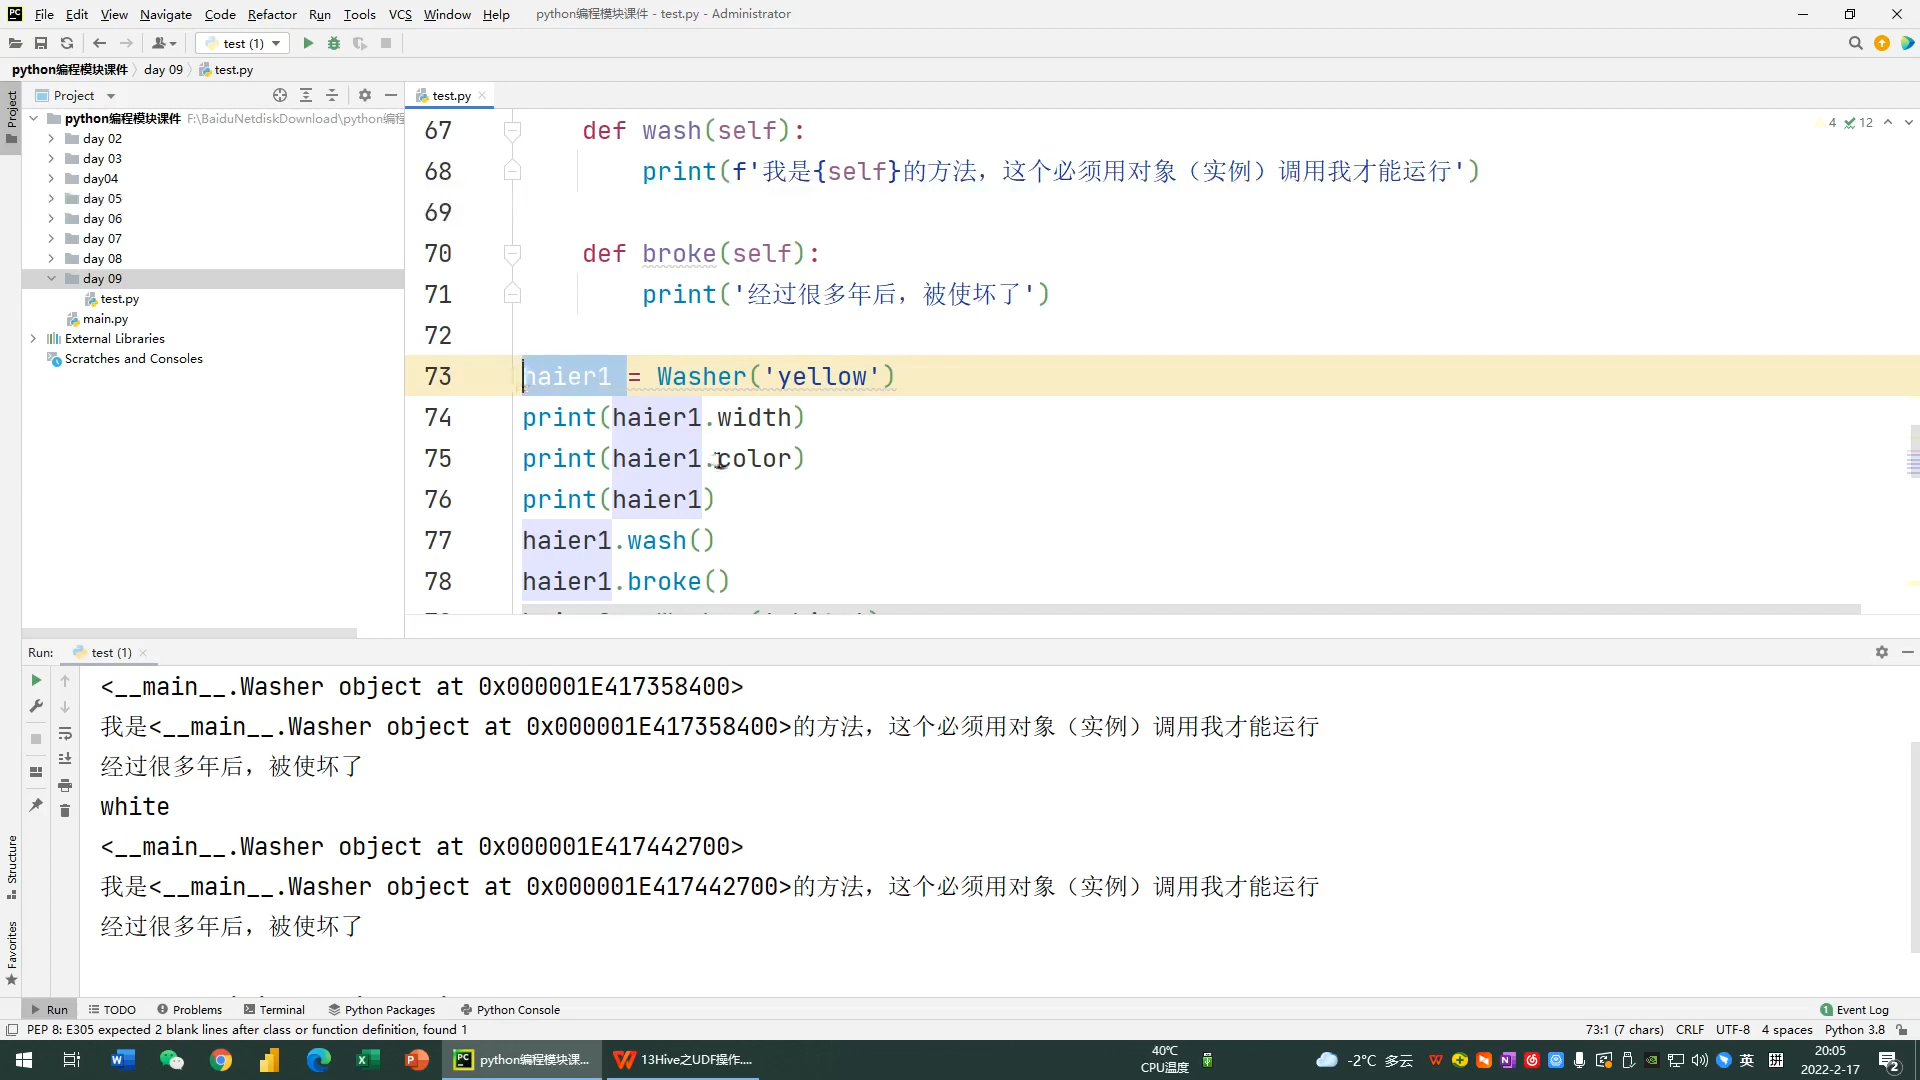 File Edit View Navigate Code Refactor Run Tools VCS Window Help python编程模块课件 - test.py - Administrator
test (1)
python编程模块课件 day 09 test.py
Project
Project
test.py
python编程模块课件 F:\BaiduNetdiskDownload\python编程
day 02
day 03
day04
day 05
day 06
day 07
day 08
day 09
test.py
main.py
External Libraries
Scratches and Consoles
4 12
67 def wash(self):
68 print(f'我是{self}的方法，这个必须用对象（实例）调用我才能运行')
69
70 def broke(self):
71 print('经过很多年后，被使坏了')
72
73 haier1 = Washer('yellow')
74 print(haier1.width)
75 print(haier1.color)
76 print(haier1)
77 haier1.wash()
78 haier1.broke()
Run: test (1)
<__main__.Washer object at 0x000001E417358400>
我是<__main__.Washer object at 0x000001E417358400>的方法，这个必须用对象（实例）调用我才能运行
经过很多年后，被使坏了
white
<__main__.Washer object at 0x000001E417442700>
我是<__main__.Washer object at 0x000001E417442700>的方法，这个必须用对象（实例）调用我才能运行
经过很多年后，被使坏了
Structure
Favorites
Run TODO Problems Terminal Python Packages Python Console Event Log
PEP 8: E305 expected 2 blank lines after class or function definition, found 1 73:1 (7 chars) CRLF UTF-8 4 spaces Python 3.8
python编程模块课... 13Hive之UDF操作.... 40℃ CPU温度 -2°C 多云 英 20:05 2022-2-17 2